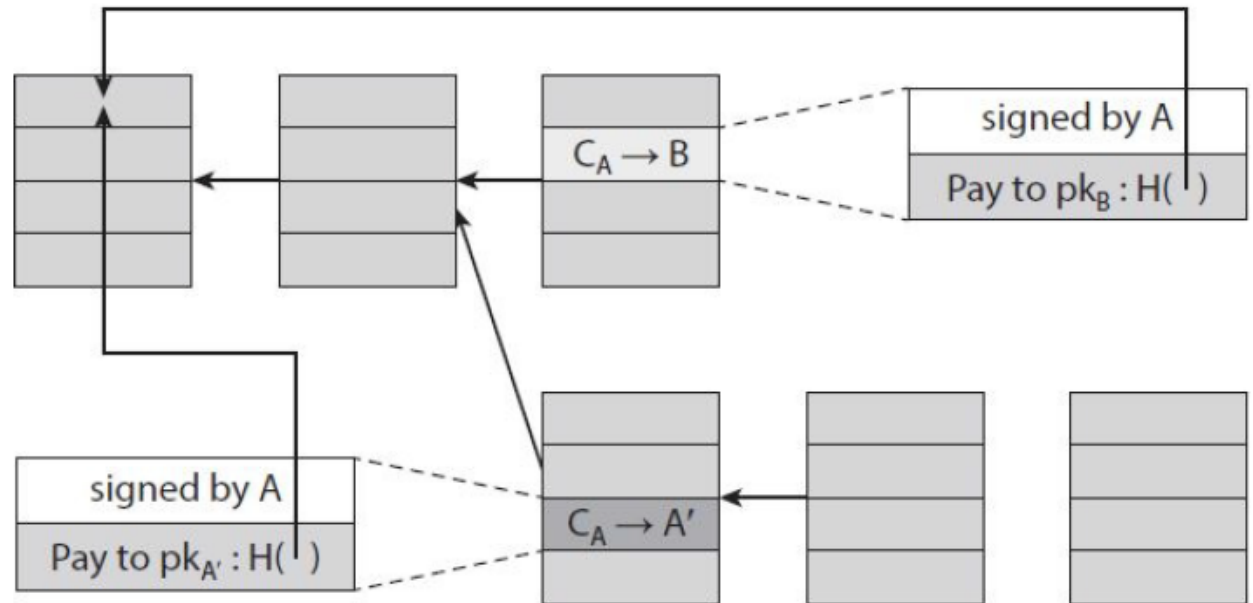 signed by A
C_A → B
Pay to pk_B : H( )
signed by A
C_A → A′
Pay to pk_A′ : H( )